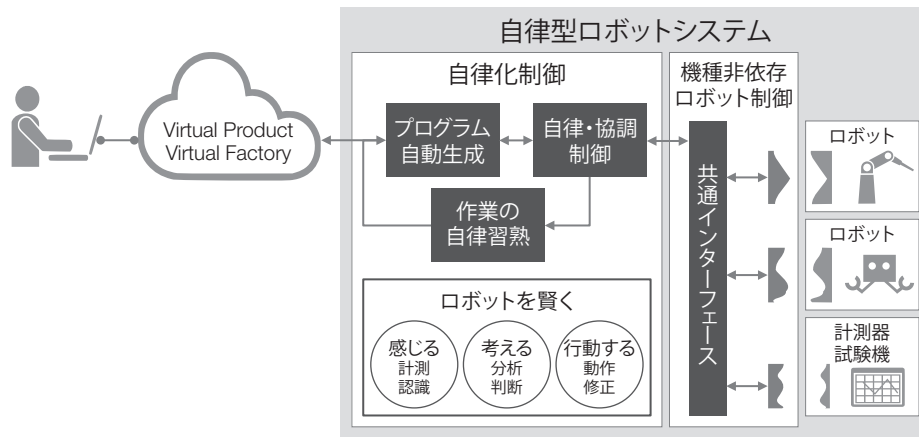 自律型ロボットシステム
自律化制御
機種非依存
ロボット制御
Virtual Product
Virtual Factory
プログラム
自動生成
自律・協調
制御
作業の
自律習熟
共通インターフェース
ロボット
ロボット
計測器
試験機
ロボットを賢く
感じる
計測
認識
考える
分析
判断
行動する
動作
修正